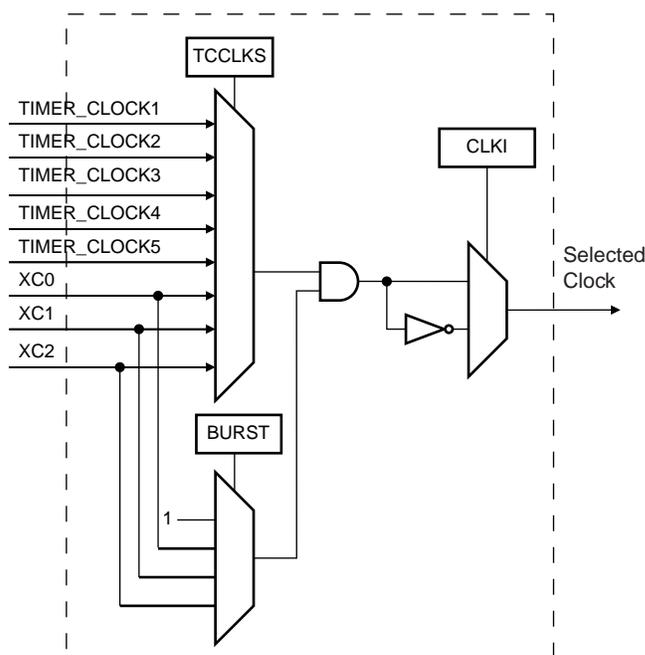 TCCLKS
TIMER_CLOCK1
TIMER_CLOCK2
CLKI
TIMER_CLOCK3
TIMER_CLOCK4
TIMER_CLOCK5
Selected
Clock
XC0
XC1
XC2
BURST
1